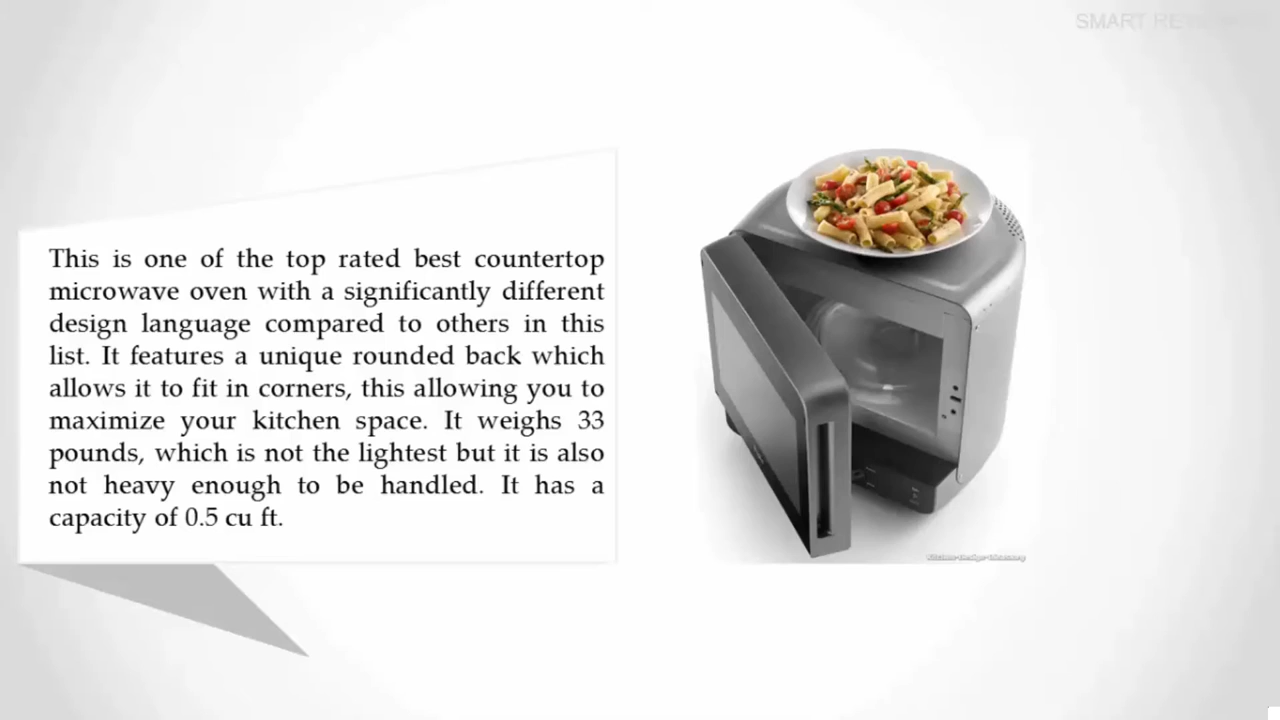 SMART
This is one of the top rated best countertop
microwave oven with a significantly different
design language compared to others in this
list. It features a unique rounded back which
allows it to fit in corners, this allowing you to
maximize your kitchen space. It weighs 33
pounds, which is not the lightest but it is also
not heavy enough to be handled. It has a
capacity of 0.5 cu ft.